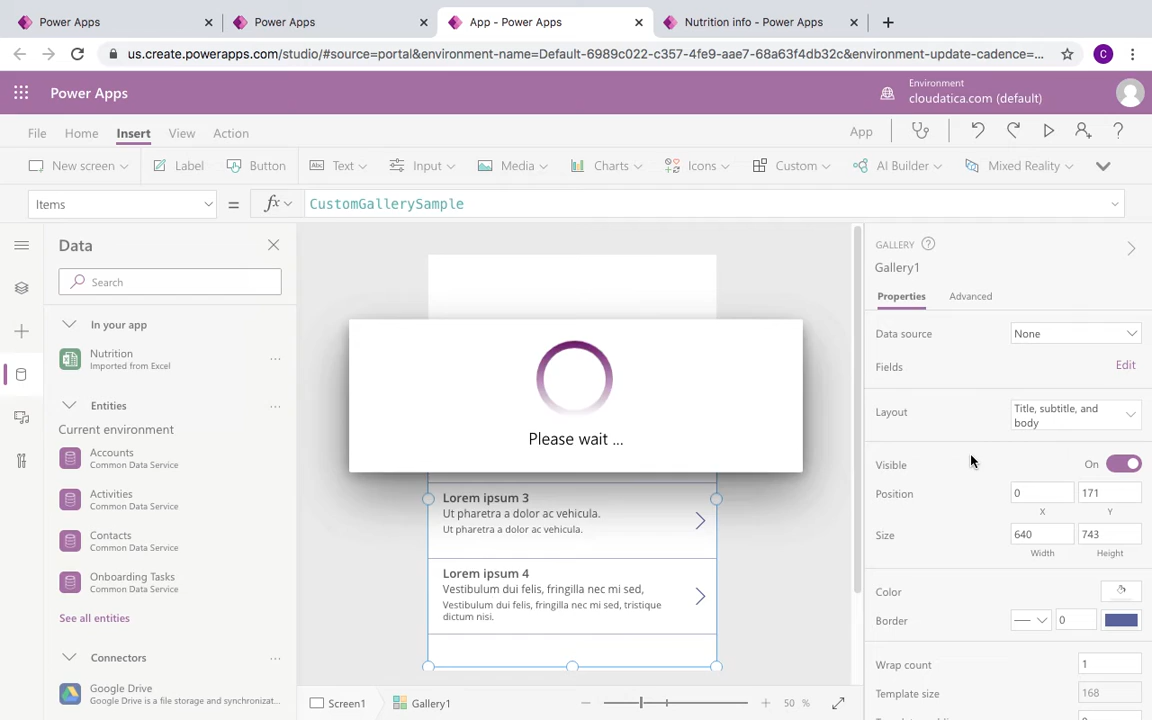 Power Apps
Power Apps
App - Power Apps
Nutrition info - Power Apps
us.create.powerapps.com/studio/#source=portal&environment-name=Default-6989c022-c357-4fe9-aae7-68a63f4db32c&environment-update-cadence=...
C
Power Apps
Environment
cloudatica.com (default)
File Home Insert View Action
App
New screen Label Button Text Input Media Charts Icons Custom AI Builder Mixed Reality
Items
= fx CustomGallerySample
Data
Search
In your app
Nutrition
Imported from Excel
Entities
Current environment
Accounts
Common Data Service
Activities
Common Data Service
Contacts
Common Data Service
Onboarding Tasks
Common Data Service
See all entities
Connectors
Google Drive
Google Drive is a file storage and synchronizat...
Please wait ...
Lorem ipsum 3
Ut pharetra a dolor ac vehicula.
Ut pharetra a dolor ac vehicula.
Lorem ipsum 4
Vestibulum dui felis, fringilla nec mi sed,
Vestibulum dui felis, fringilla nec mi sed, tristique
dictum nisi.
Screen1 Gallery1
50 %
GALLERY
Gallery1
Properties Advanced
Data source None
Fields Edit
Layout Title, subtitle, and
body
Visible On
Position 0 171
X Y
Size 640 743
Width Height
Color
Border 0
Wrap count 1
Template size 168